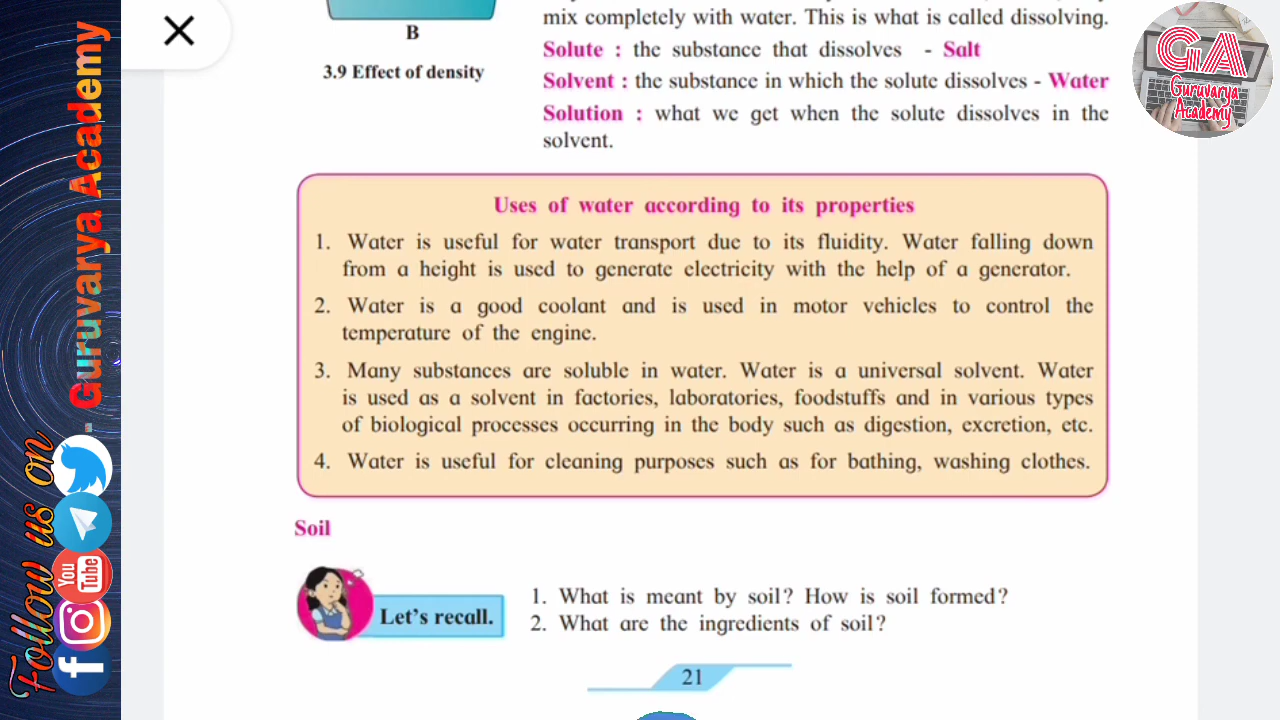 mix completely with water. This is what is called dissolving.
B
Solute : the substance that dissolves - Salt
3.9 Effect of density
Solvent : the substance in which the solute dissolves - Water
Solution : what we get when the solute dissolves in the
solvent.
Uses of water according to its properties
1. Water is useful for water transport due to its fluidity. Water falling down
from a height is used to generate electricity with the help of a generator.
2. Water is a good coolant and is used in motor vehicles to control the
temperature of the engine.
3. Many substances are soluble in water. Water is a universal solvent. Water
is used as a solvent in factories, laboratories, foodstuffs and in various types
of biological processes occurring in the body such as digestion, excretion, etc.
4. Water is useful for cleaning purposes such as for bathing, washing clothes.
Soil
Let's recall.
1. What is meant by soil? How is soil formed?
2. What are the ingredients of soil?
21
Follow us on - Guruvarya Academy
You
Tube
GA
Guruvarya
Academy